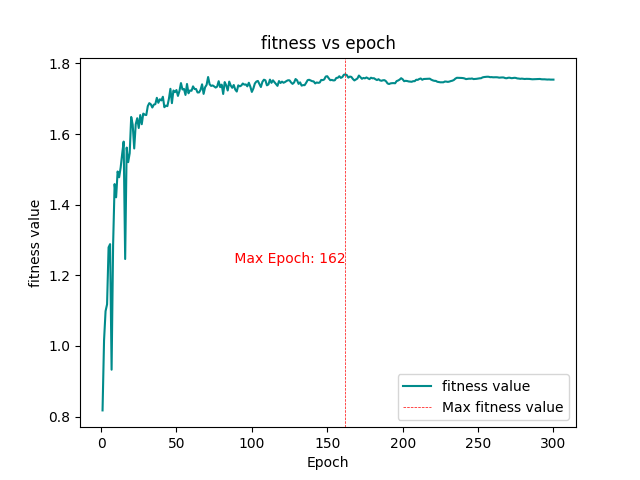 fitness vs epoch
1.8
1.6
1.4
1.2
1.0
0.8
fitness value
Max Epoch: 162
fitness value
Max fitness value
0 50 100 150 200 250 300
Epoch